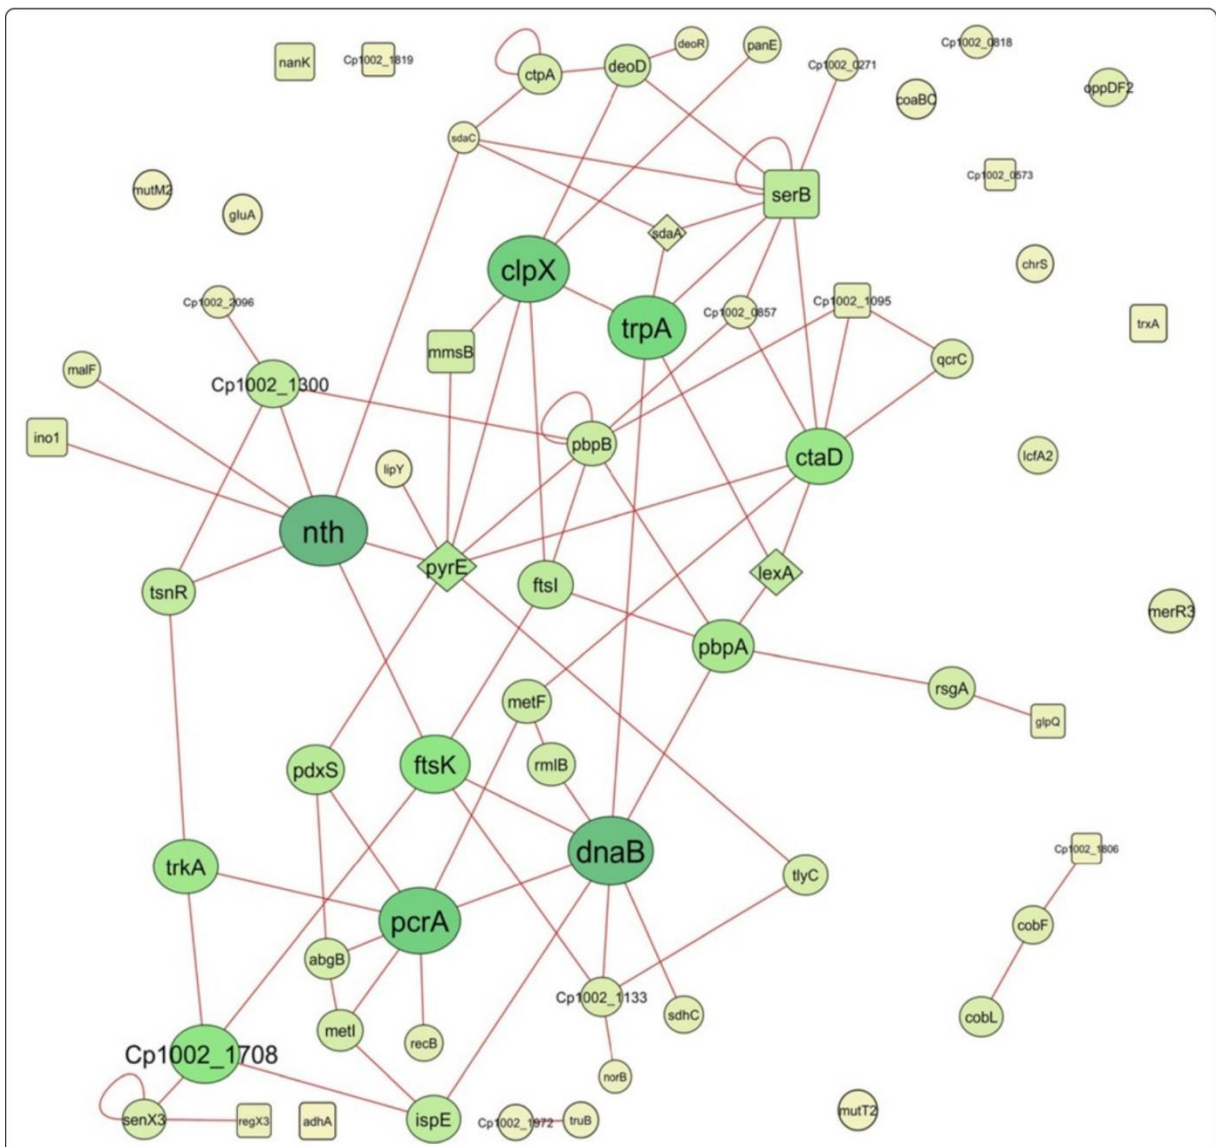 nanK
Cp1002_1819
ctpA
deoD
deoR
panE
Cp1002_0271
Cp1002_0818
coaBC
oppDF2
sdaC
mutM2
gluA
serB
Cp1002_0573
sdaA
clpX
chrS
Cp1002_2096
trpA
Cp1002_0857
Cp1002_1095
trxA
mmsB
qcrC
malF
Cp1002_1300
ino1
pbpB
ctaD
lcfA2
lipY
nth
pyrE
ftsI
lexA
tsnR
merR3
pbpA
rsgA
metF
glpQ
pdxS
ftsK
rmlB
dnaB
Cp1002_1806
trkA
tlyC
pcrA
cobF
abgB
Cp1002_1133
sdhC
cobL
metI
recB
Cp1002_1708
norB
senX3
regX3
adhA
ispE
Cp1002_1972
truB
mutT2